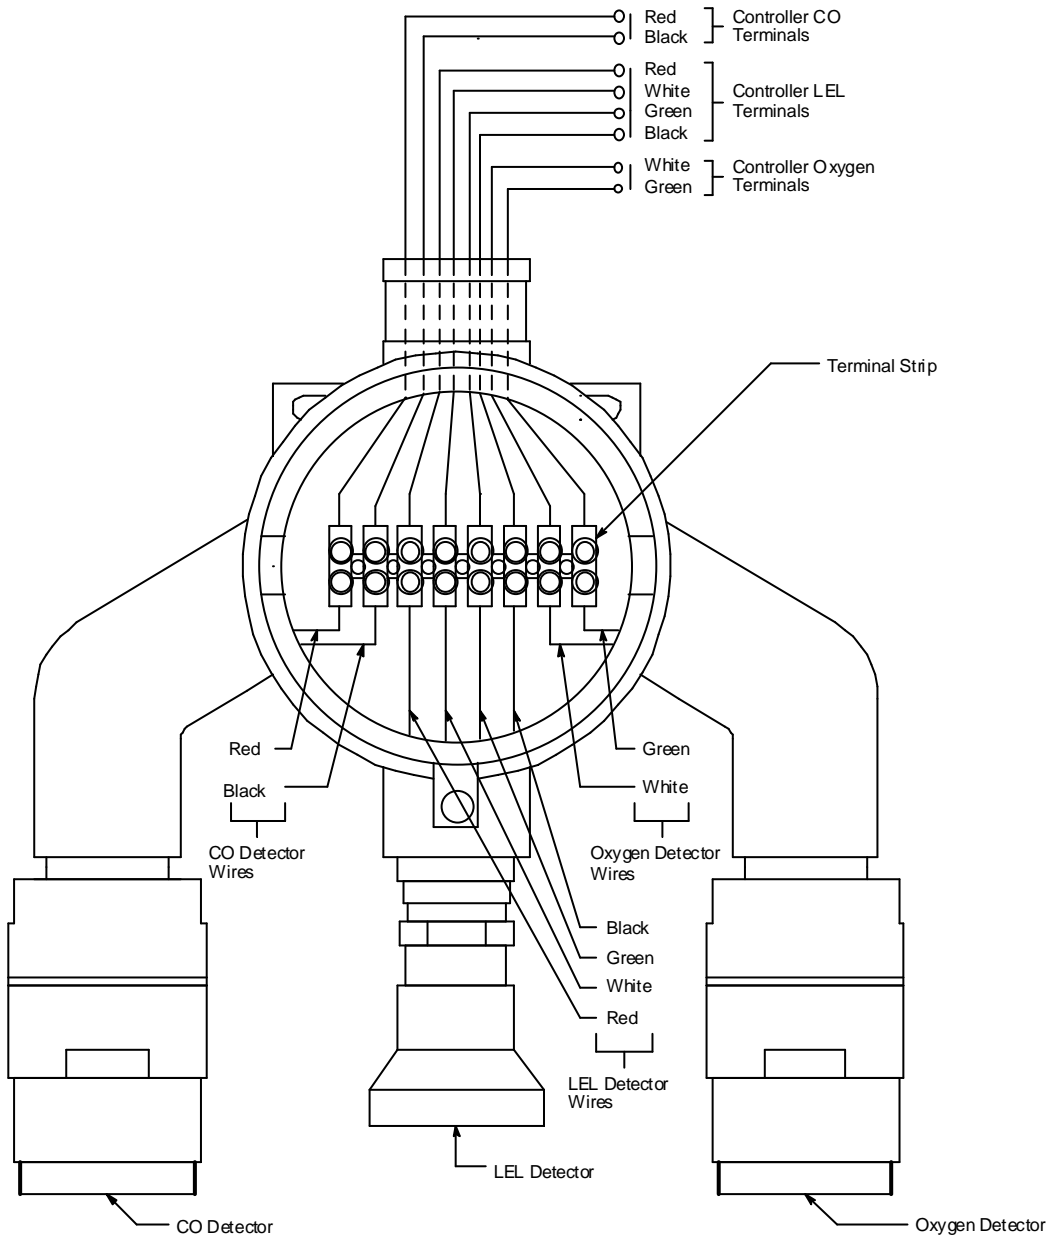 Red
Black
Controller CO
Terminals
Red
White
Green
Black
Controller LEL
Terminals
White
Green
Controller Oxygen
Terminals
Terminal Strip
Red
Black
CO Detector
Wires
Green
White
Oxygen Detector
Wires
Black
Green
White
Red
LEL Detector
Wires
LEL Detector
CO Detector
Oxygen Detector